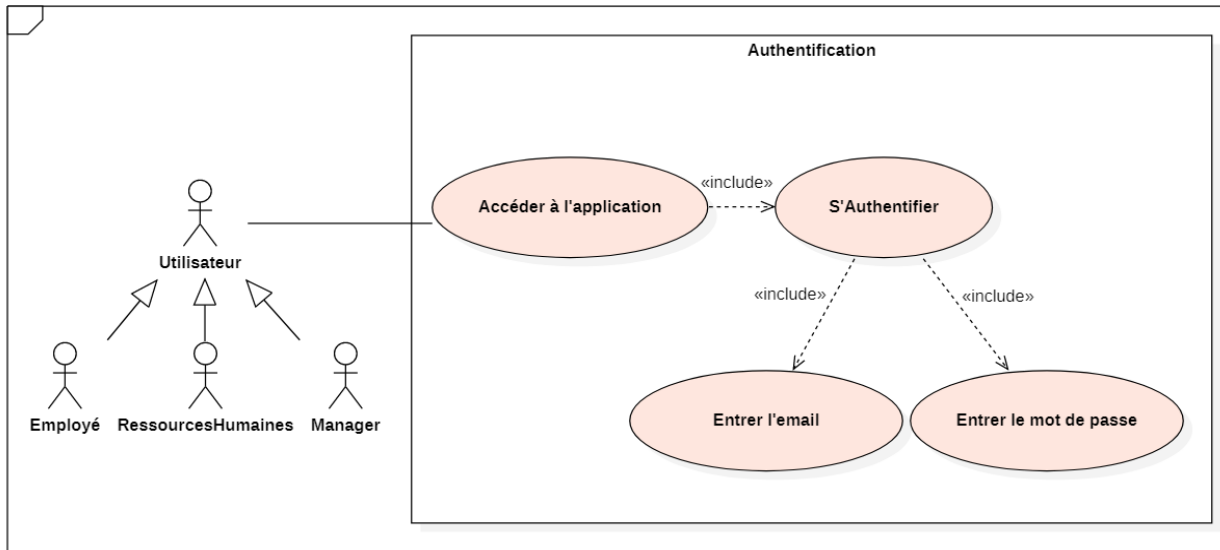 Authentification
Accéder à l'application
«include»
S'Authentifier
Utilisateur
«include»
«include»
Employé
RessourcesHumaines
Manager
Entrer l'email
Entrer le mot de passe